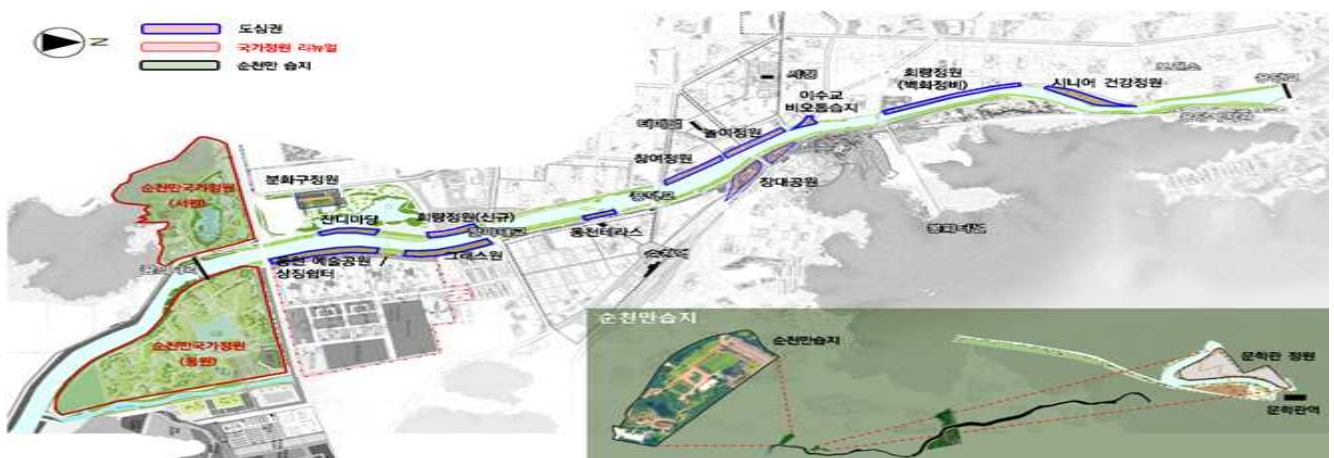 N
도심권
국가정원 리뉴얼
순천만 습지
순천만국가정원
(서원)
분화구정원
잔디마당
회랑정원(신규)
동천 예술공원
상징쉼터
그래스원
동천테라스
참여정원
놀이정원
이수교
비오톱습지
장대공원
회랑정원
(백화정비)
시니어 건강정원
순천만국가정원
(동원)
순천만습지
순천만습지
문학관 정원
문학관역